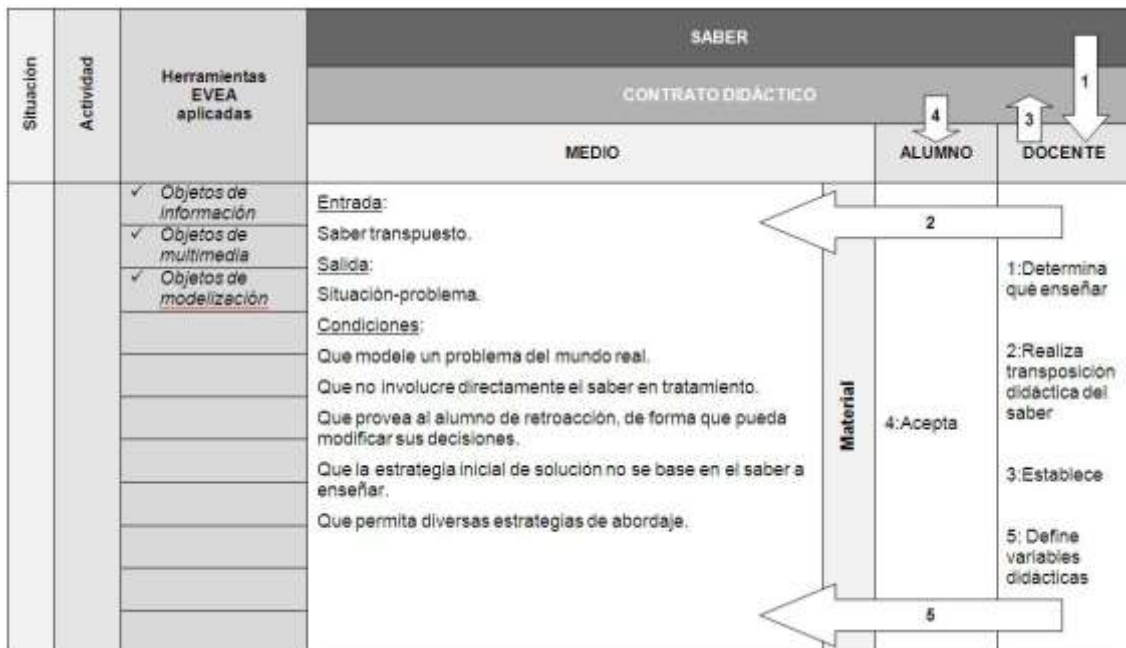 Situación
Actividad
Herramientas
EVEA
aplicadas
SABER
CONTRATO DIDÁCTICO
1
4
3
MEDIO
ALUMNO
DOCENTE
✓ Objetos de
información
✓ Objetos de
multimedia
✓ Objetos de
modelización
Entrada:
Saber transpuesto.
Salida:
Situación-problema.
Condiciones:
Que modele un problema del mundo real.
Que no involucre directamente el saber en tratamiento.
Que provea al alumno de retroacción, de forma que pueda
modificar sus decisiones.
Que la estrategia inicial de solución no se base en el saber a
enseñar.
Que permita diversas estrategias de abordaje.
Material
2
4:Acepta
1:Determina
qué enseñar
2:Realiza
transposición
didáctica del
saber
3:Establece
5: Define
variables
didácticas
5